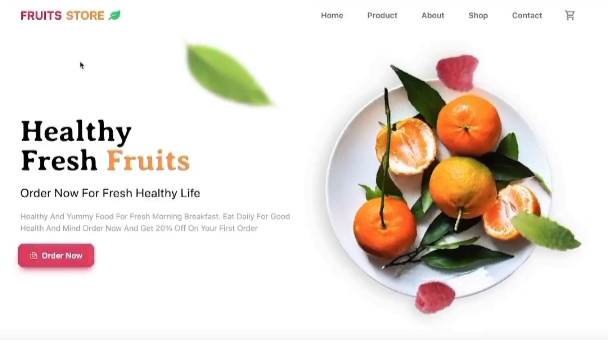 FRUITS STORE
Home Product About Shop Contact
Healthy
Fresh Fruits
Order Now For Fresh Healthy Life
Healthy And Yummy Food For Fresh Morning Breakfast. Eat Daily For Good
Health And Mind Order Now And Get 20% Off On Your First Order
Order Now